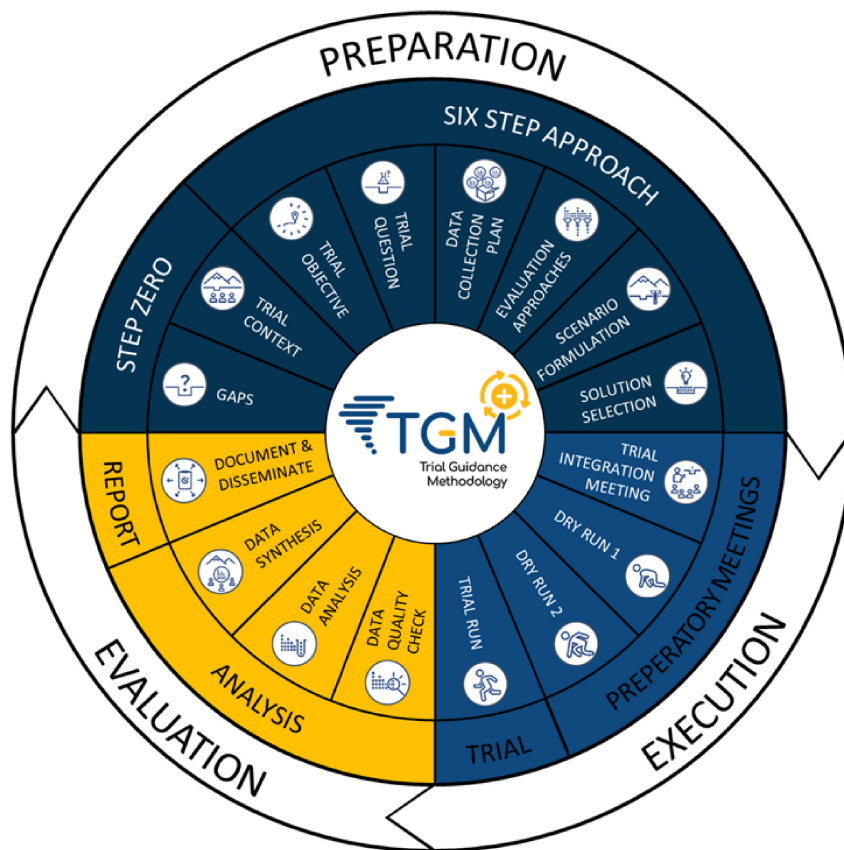 PREPARATION
SIX STEP APPROACH
STEP ZERO
GAPS
TRIAL
CONTEXT
TRIAL
OBJECTIVE
TRIAL
QUESTION
DATA
COLLECTION
PLAN
EVALUATION
APPROACHES
SCENARIO
FORMULATION
SOLUTION
SELECTION
TGM
Trial Guidance
Methodology
EXECUTION
PREPERATORY MEETINGS
TRIAL
INTEGRATION
MEETING
DRY RUN 1
DRY RUN 2
TRIAL
TRIAL RUN
EVALUATION
ANALYSIS
DATA
QUALITY
CHECK
DATA
ANALYSIS
DATA
SYNTHESIS
REPORT
DOCUMENT &
DISSEMINATE